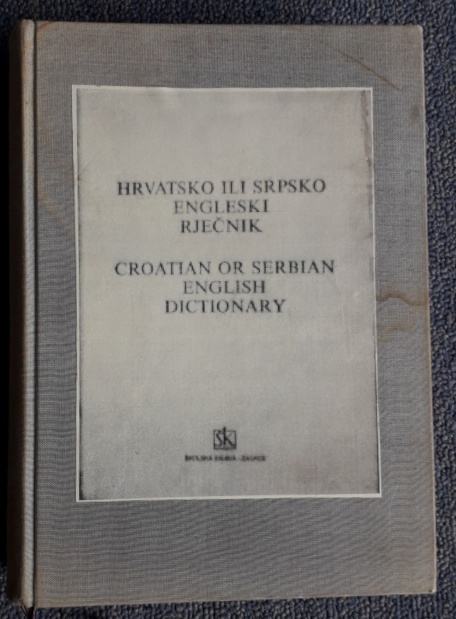 HRVATSKO ILI SRPSKO
ENGLESKI
RJEČNIK
CROATIAN OR SERBIAN
ENGLISH
DICTIONARY
ŠK
ŠKOLSKA KNJIGA - ZAGREB